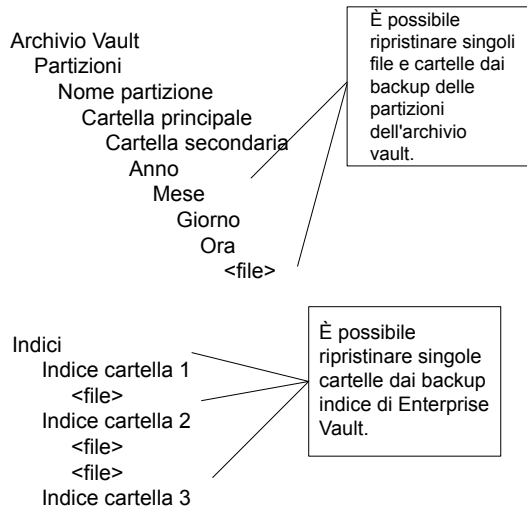 Archivio Vault
Partizioni
Nome partizione
Cartella principale
Cartella secondaria
Anno
Mese
Giorno
Ora
<file>
È possibile
ripristinare singoli
file e cartelle dai
backup delle
partizioni
dell'archivio
vault.
Indici
Indice cartella 1
<file>
Indice cartella 2
<file>
<file>
Indice cartella 3
È possibile
ripristinare singole
cartelle dai backup
indice di Enterprise
Vault.